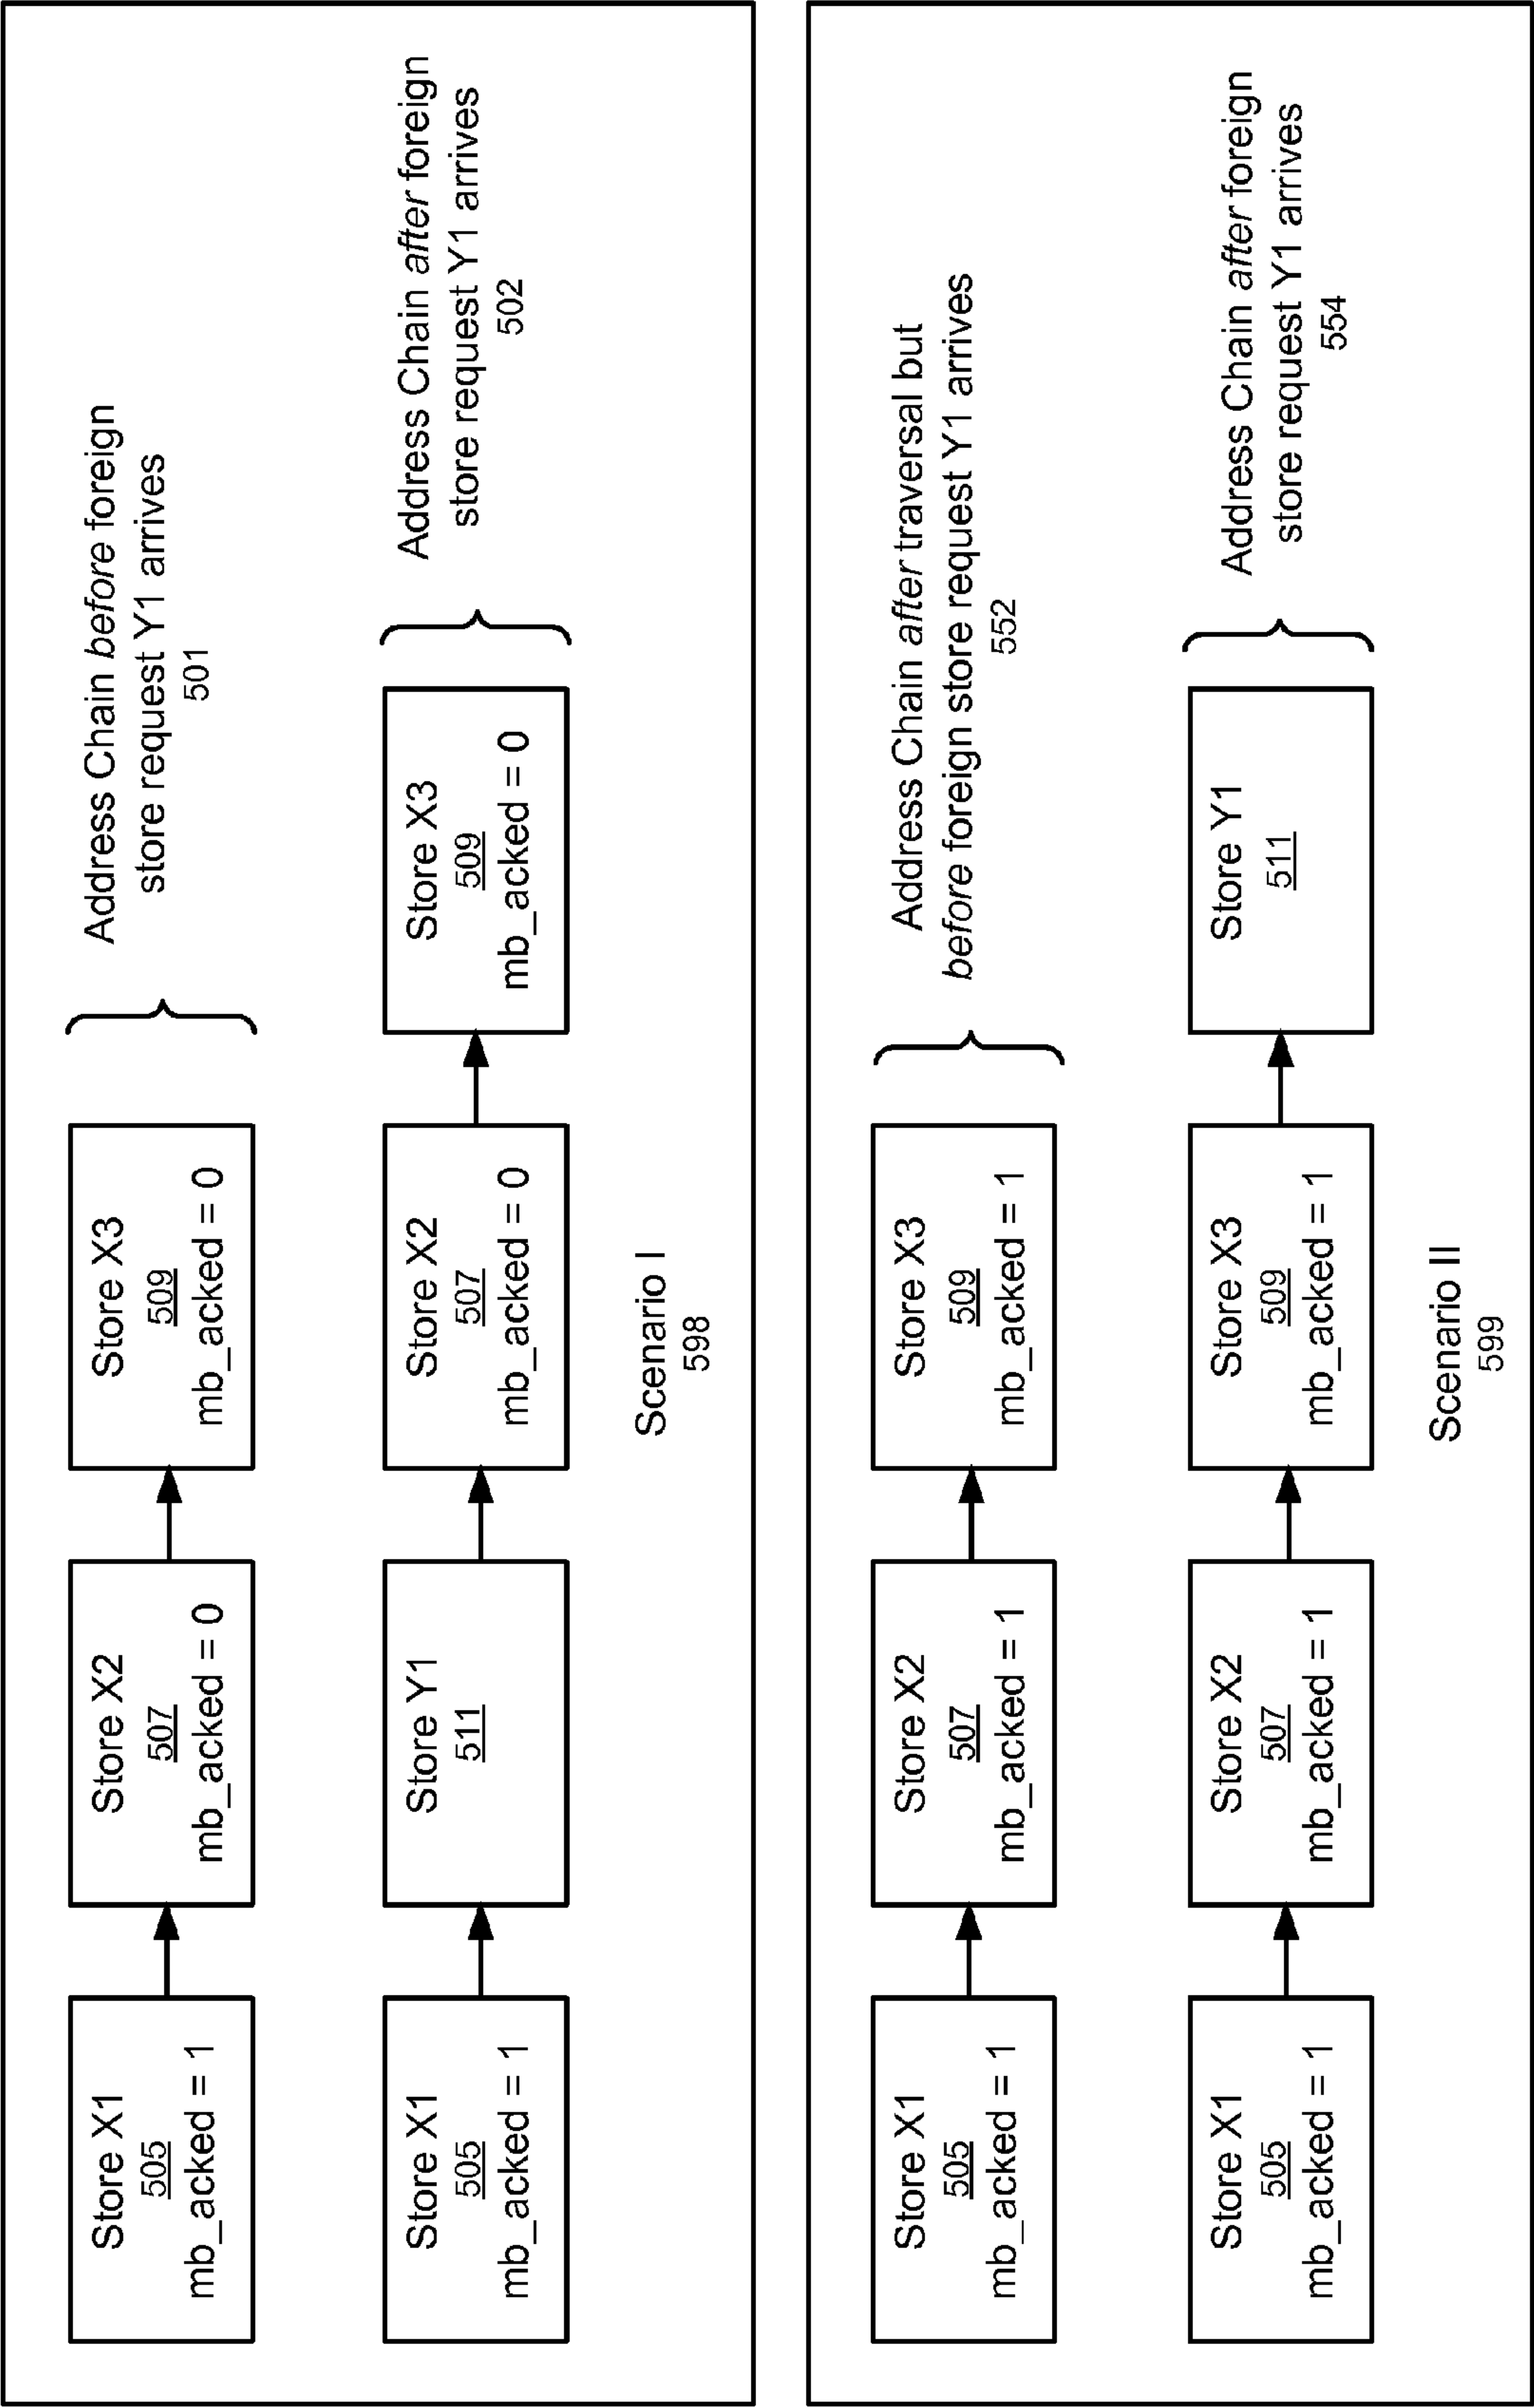 Store X1
505
mb_acked = 1
Store X2
507
mb_acked = 0
Store X3
509
mb_acked = 0
Address Chain before foreign
store request Y1 arrives
501
Store X1
505
mb_acked = 1
Store Y1
511
Store X2
507
mb_acked = 0
Store X3
509
mb_acked = 0
Address Chain after foreign
store request Y1 arrives
502
Scenario I
598
Store X1
505
mb_acked = 1
Store X2
507
mb_acked = 1
Store X3
509
mb_acked = 1
Address Chain after traversal but
before foreign store request Y1 arrives
552
Store X1
505
mb_acked = 1
Store X2
507
mb_acked = 1
Store X3
509
mb_acked = 1
Store Y1
511
Address Chain after foreign
store request Y1 arrives
554
Scenario II
599